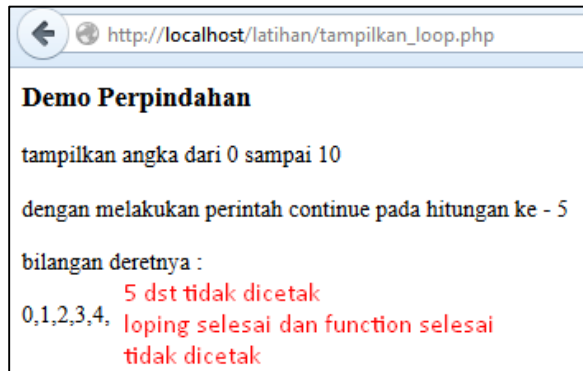 http://localhost/latihan/tampilkan_loop.php
Demo Perpindahan
tampilkan angka dari 0 sampai 10
dengan melakukan perintah continue pada hitungan ke - 5
bilangan deretnya :
0,1,2,3,4,
5 dst tidak dicetak
loping selesai dan function selesai
tidak dicetak